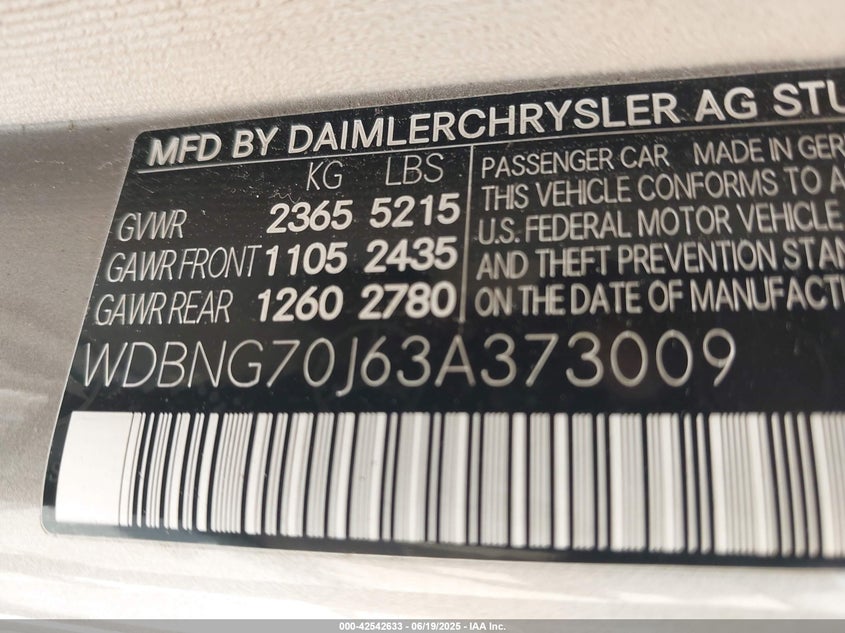 MFD BY DAIMLERCHRYSLER AG
KG LBS
GVWR 2365 5215
GAWR FRONT 1105 2435
GAWR REAR 1260 2780
PASSENGER CAR MADE IN GER
THIS VEHICLE CONFORMS TO A
U.S. FEDERAL MOTOR VEHICLE
AND THEFT PREVENTION STAN
ON THE DATE OF MANUFACTU
WDBNG70J63A373009
000-42542633 - 06/19/2025 - IAA Inc.